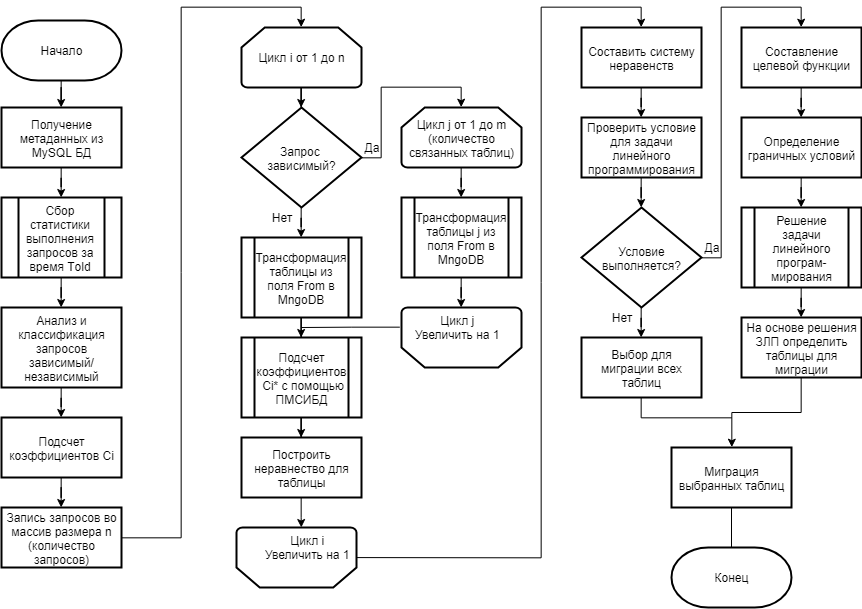 Начало
Получение
метаданных из
MySQL БД
Сбор
статистики
выполнения
запросов за
время Told
Анализ и
классификация
запросов
зависимый/
независимый
Подсчет
коэффициентов Ci
Запись запросов во
массив размера n
(количество
запросов)
Цикл i от 1 до n
Запрос
зависимый?
Да
Нет
Цикл j от 1 до m
(количество
связанных таблиц)
Трансформация
таблицы j из
поля From в
MngoDB
Цикл j
Увеличить на 1
Трансформация
таблицы из
поля From в
MngoDB
Подсчет
коэффициентов
Ci* с помощью
ПМСИБД
Построить
неравенство для
таблицы
Цикл i
Увеличить на 1
Составить систему
неравенств
Проверить условие
для задачи
линейного
программирования
Условие
выполняется?
Да
Нет
Выбор для
миграции всех
таблиц
Составление
целевой функции
Определение
граничных условий
Решение
задачи
линейного
програм-
мирования
На основе решения
ЗЛП определить
таблицы для
миграции
Миграция
выбранных таблиц
Конец